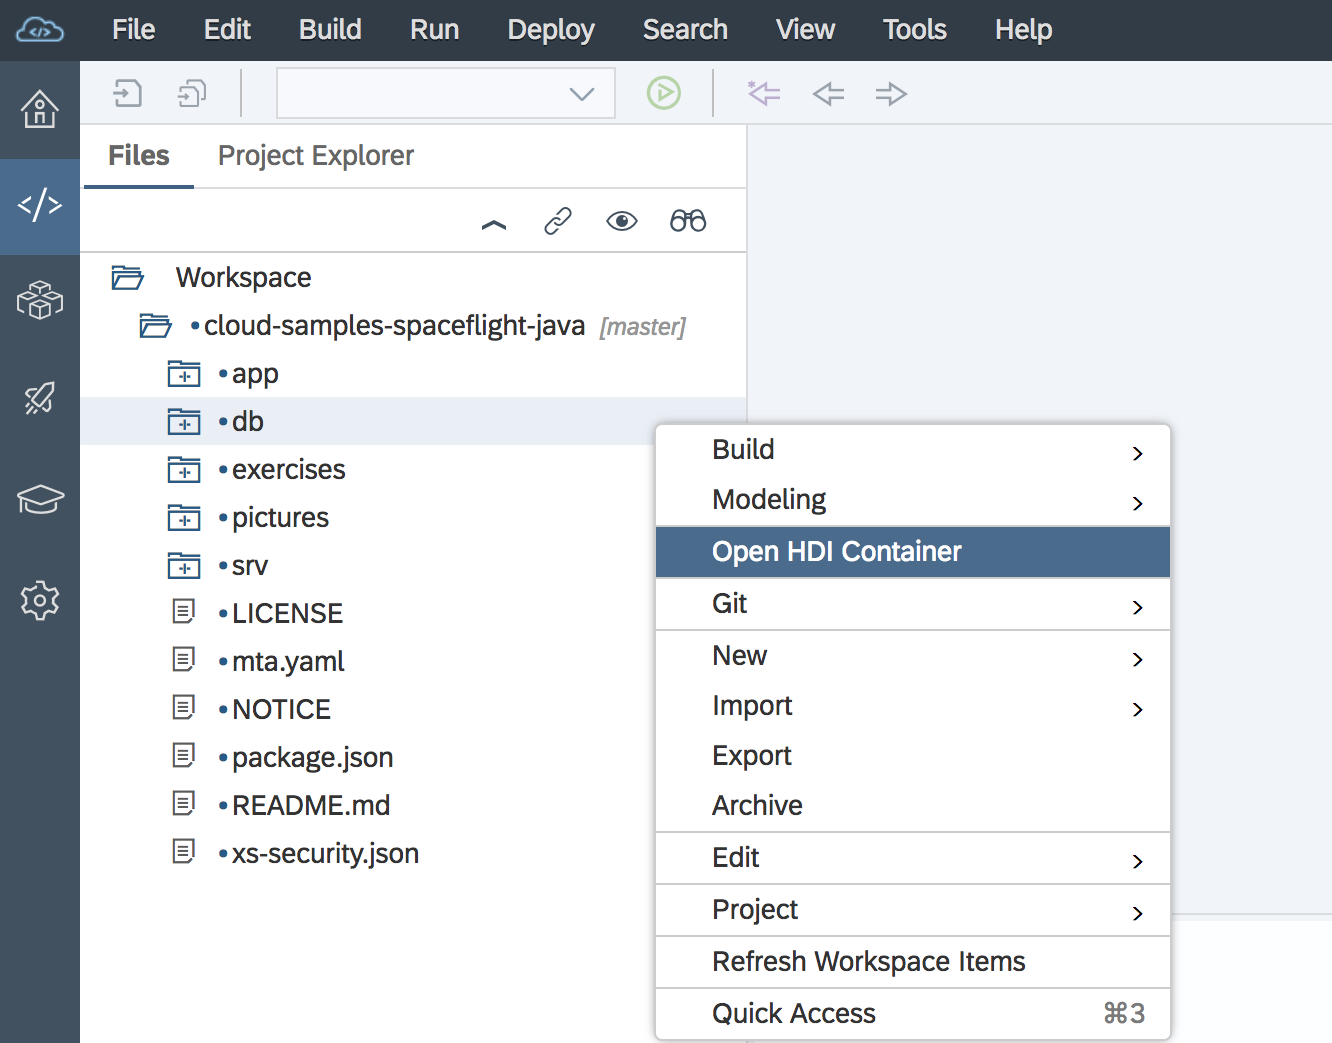 File Edit Build Run Deploy Search View Tools Help
Files Project Explorer
Workspace
cloud-samples-spaceflight-java [master]
app
db
exercises
pictures
srv
LICENSE
mta.yaml
NOTICE
package.json
README.md
xs-security.json
Build
Modeling
Open HDI Container
Git
New
Import
Export
Archive
Edit
Project
Refresh Workspace Items
Quick Access ⌘3